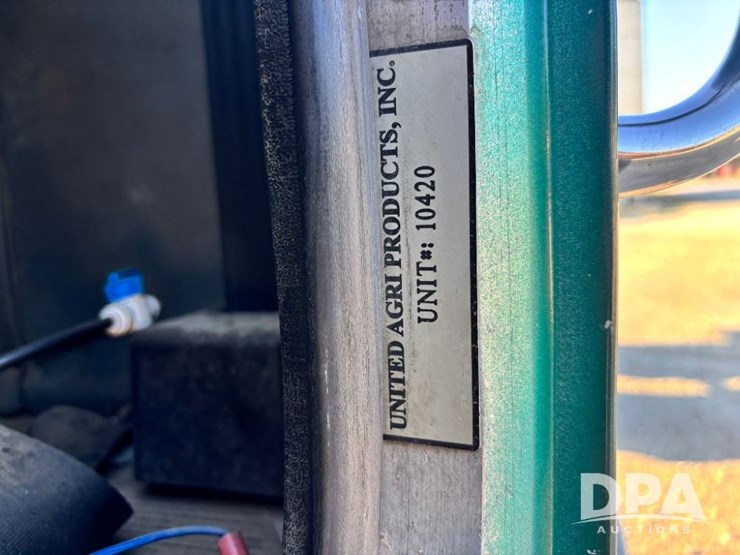 UNITED AGRI PRODUCTS, INC.
UNIT#: 10420
DPA
AUCTIONS